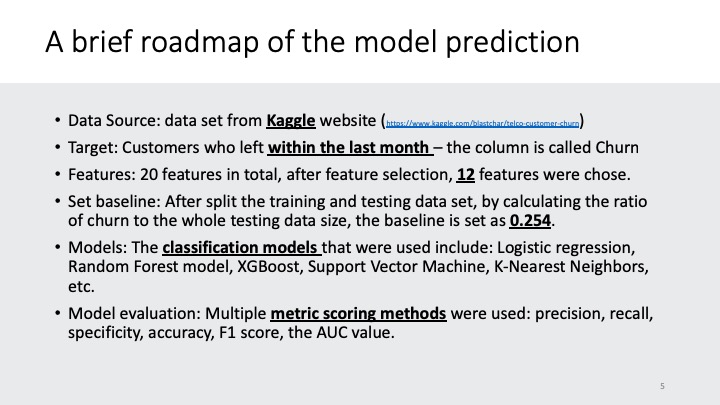 A brief roadmap of the model prediction
• Data Source: data set from Kaggle website (https://www.kaggle.com/blastchar/telco-customer-churn)
• Target: Customers who left within the last month – the column is called Churn
• Features: 20 features in total, after feature selection, 12 features were chose.
• Set baseline: After split the training and testing data set, by calculating the ratio
of churn to the whole testing data size, the baseline is set as 0.254.
• Models: The classification models that were used include: Logistic regression,
Random Forest model, XGBoost, Support Vector Machine, K-Nearest Neighbors,
etc.
• Model evaluation: Multiple metric scoring methods were used: precision, recall,
specificity, accuracy, F1 score, the AUC value.
5